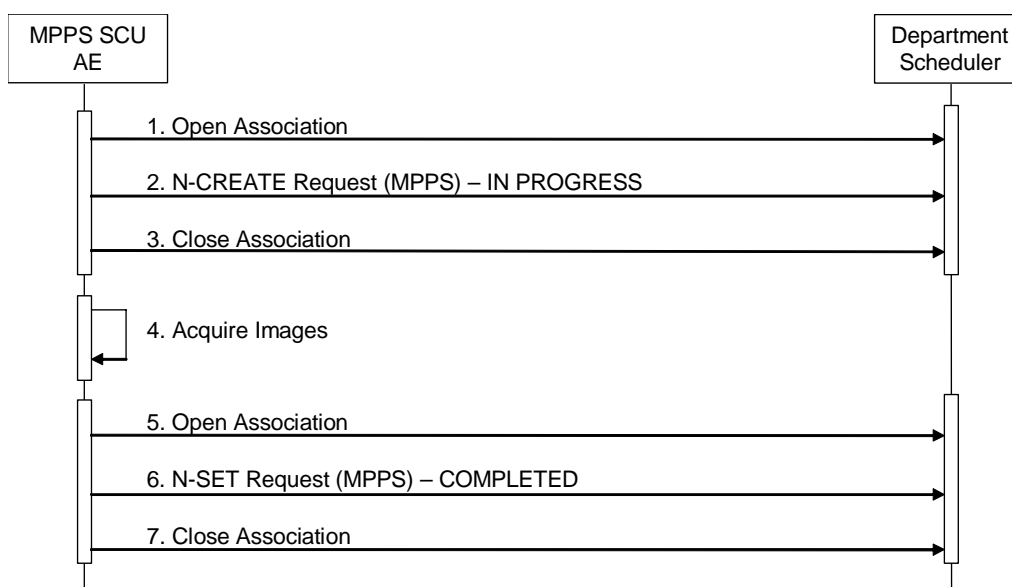 MPPS SCU
AE
Department
Scheduler
1. Open Association
2. N-CREATE Request (MPPS) – IN PROGRESS
3. Close Association
4. Acquire Images
5. Open Association
6. N-SET Request (MPPS) – COMPLETED
7. Close Association